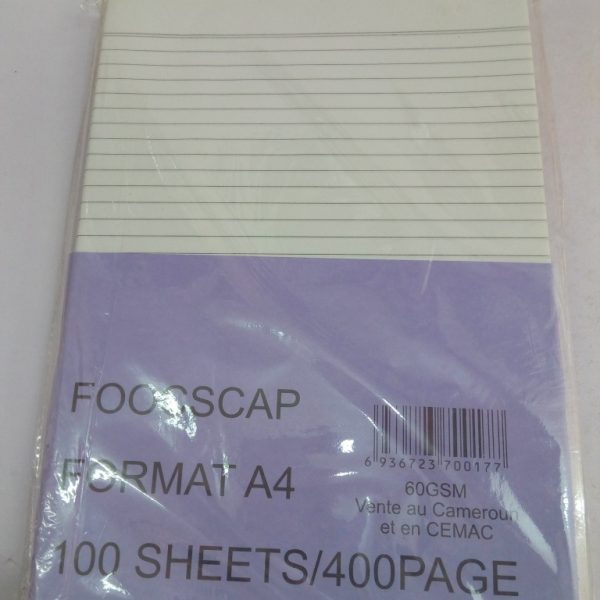 FOOCSCAP
6 936723 700177
FORMAT A4
60GSM
Vente au Cameroun
et en CEMAC
100 SHEETS/400PAGE